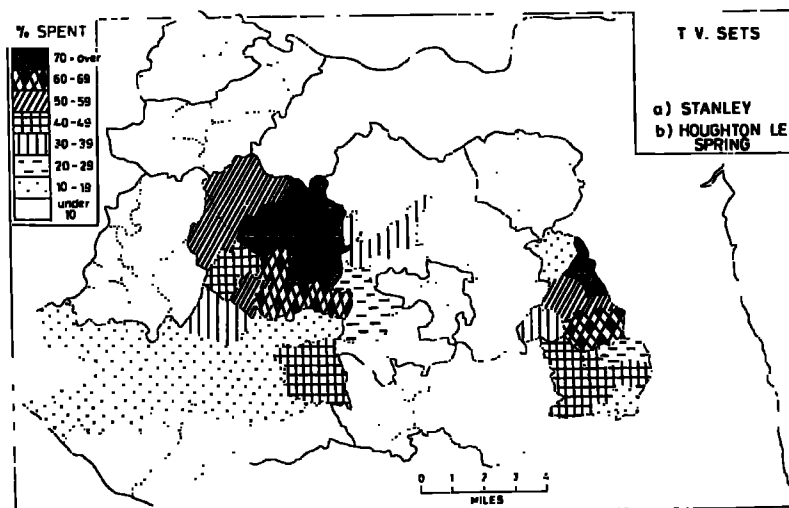 % SPENT
70 - over
60 - 69
50 - 59
40 - 49
30 - 39
20 - 29
10 - 19
under
10
T V. SETS
a) STANLEY
b) HOUGHTON LE
SPRING
0 1 2 3 4
MILES